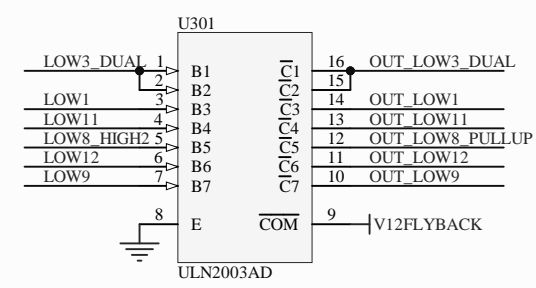 U301
LOW3_DUAL 1 B1 C1 16 OUT_LOW3_DUAL
2 B2 C2 15
LOW1 3 B3 C3 14 OUT_LOW1
LOW11 4 B4 C4 13 OUT_LOW11
LOW8_HIGH2 5 B5 C5 12 OUT_LOW8_PULLUP
LOW12 6 B6 C6 11 OUT_LOW12
LOW9 7 B7 C7 10 OUT_LOW9
8 E COM 9 V12FLYBACK
ULN2003AD